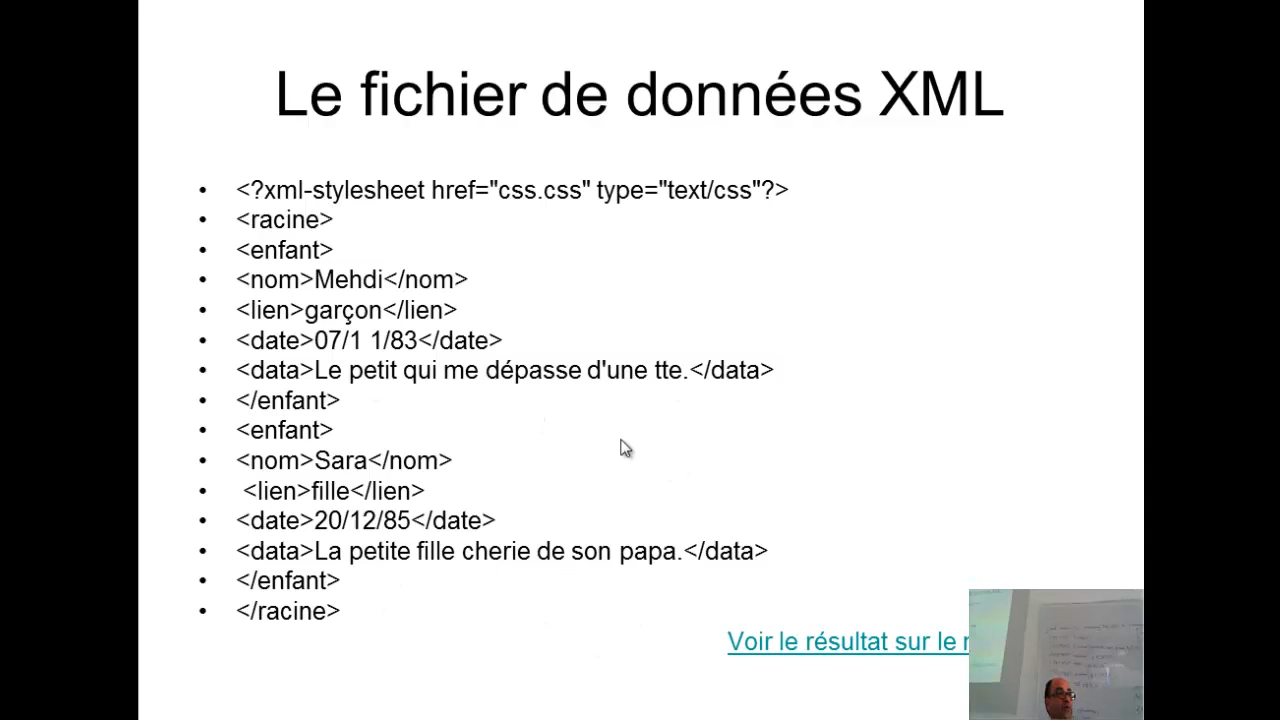 Le fichier de données XML
• <?xml-stylesheet href="css.css" type="text/css"?>
• <racine>
• <enfant>
• <nom>Mehdi</nom>
• <lien>garçon</lien>
• <date>07/1 1/83</date>
• <data>Le petit qui me dépasse d'une tte.</data>
• </enfant>
• <enfant>
• <nom>Sara</nom>
• <lien>fille</lien>
• <date>20/12/85</date>
• <data>La petite fille cherie de son papa.</data>
• </enfant>
• </racine>
Voir le résultat sur le